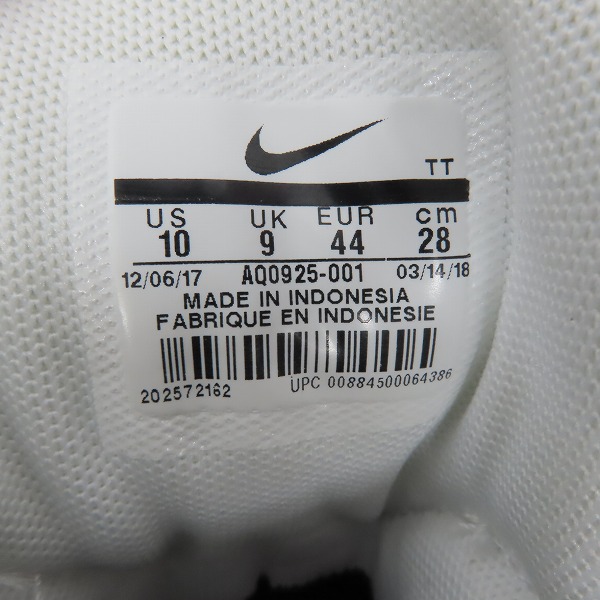 TT
US UK EUR cm
10 9 44 28
12/06/17 AQ0925-001 03/14/18
MADE IN INDONESIA
FABRIQUE EN INDONESIE
202572162 UPC 00884500064386